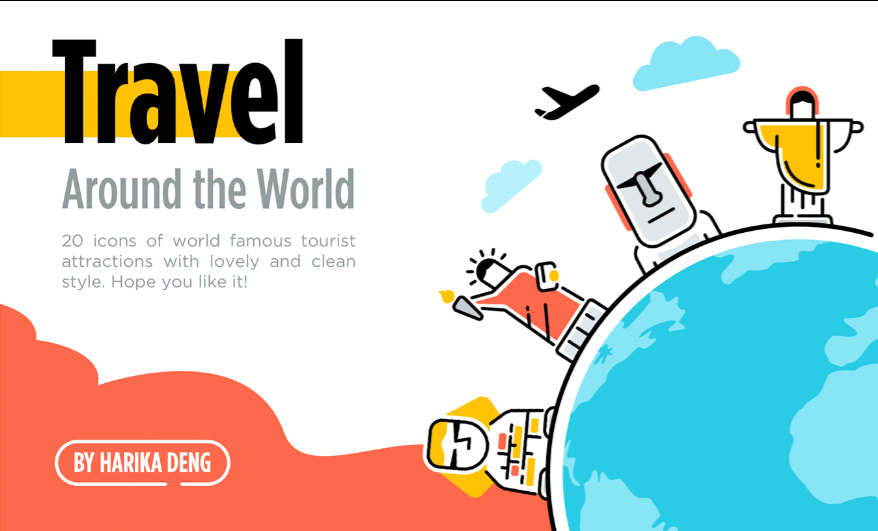 Travel
Around the World
20 icons of world famous tourist
attractions with lovely and clean
style. Hope you like it!
BY HARIKA DENG